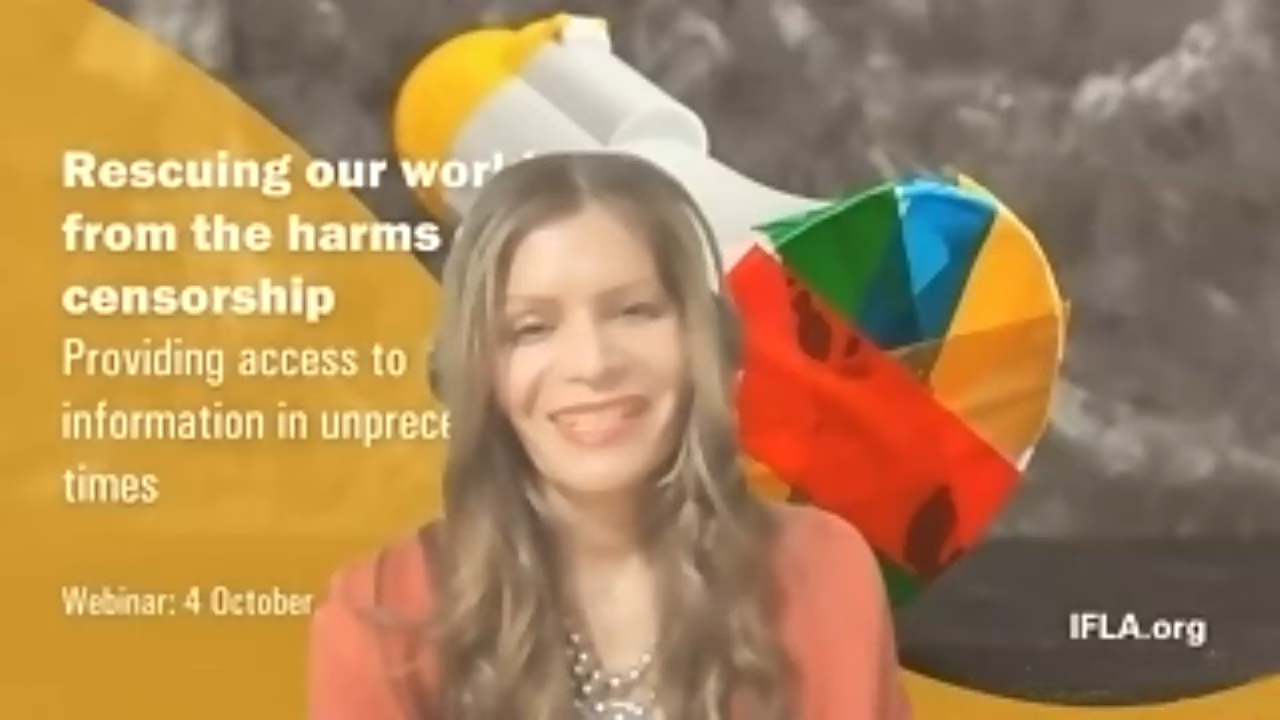 Rescuing our
from the harms
censorship
Providing access to
information in
times
Webinar: 4 October
IFLA.org